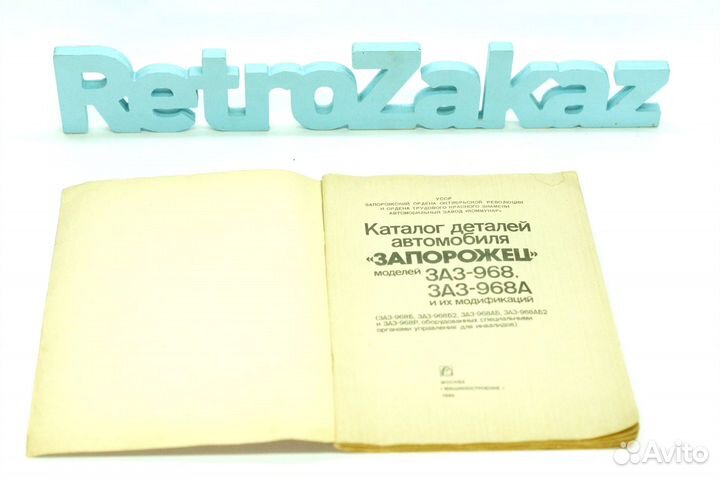 RetroZakaz
УССР
ЗАПОРОЖСКИЙ ОРДЕНА ОКТЯБРЬСКОЙ РЕВОЛЮЦИИ
И ОРДЕНА ТРУДОВОГО КРАСНОГО ЗНАМЕНИ
АВТОМОБИЛЬНЫЙ ЗАВОД «КОММУНАР»
Каталог деталей
автомобиля
«ЗАПОРОЖЕЦ»
моделей ЗАЗ-968,
ЗАЗ-968А
и их модификаций
(ЗАЗ-968Б, ЗАЗ-968Б2, ЗАЗ-968АБ, ЗАЗ-968АБ2
и ЗАЗ-968Р, оборудованных специальными
органами управления для инвалидов)
МОСКВА
«МАШИНОСТРОЕНИЕ»
Avito